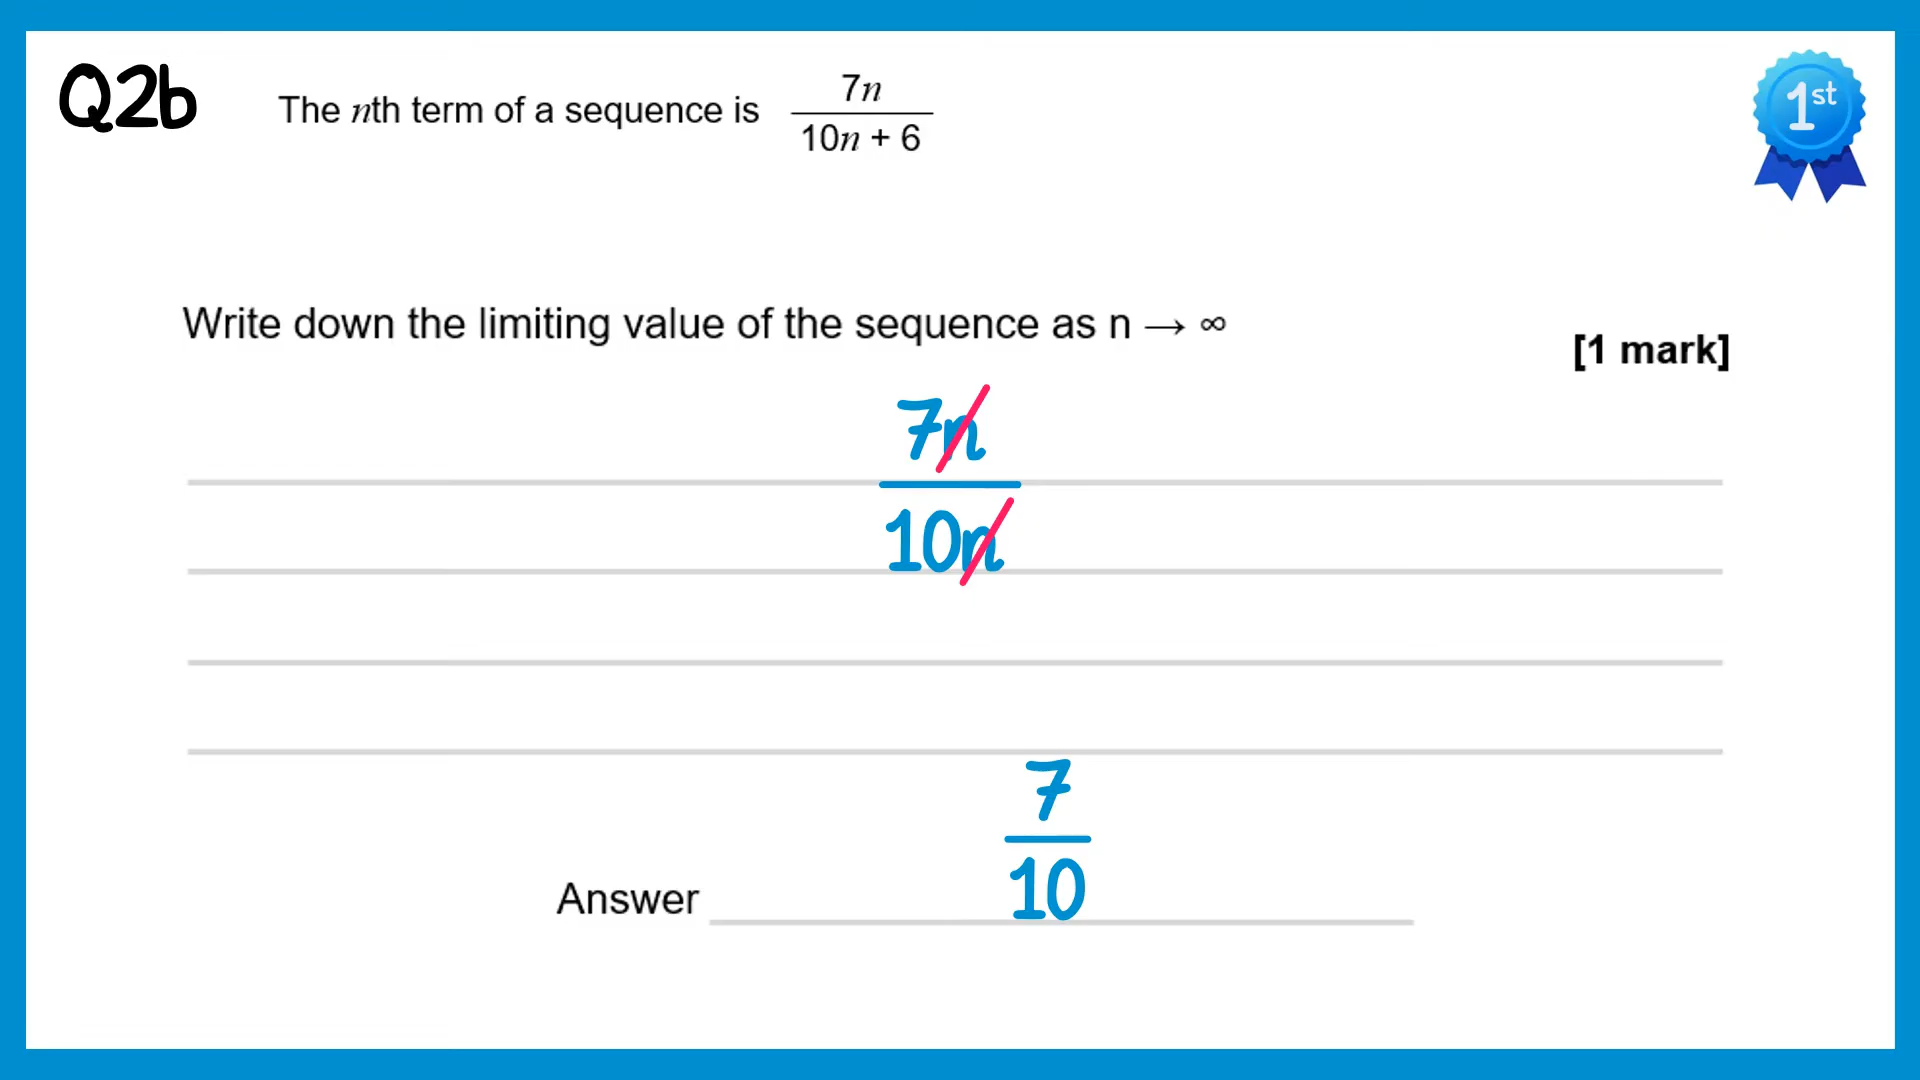 Q2b
The nth term of a sequence is 7n
10n + 6
1st
Write down the limiting value of the sequence as n → ∞
[1 mark]
7n
10n
7
10
Answer